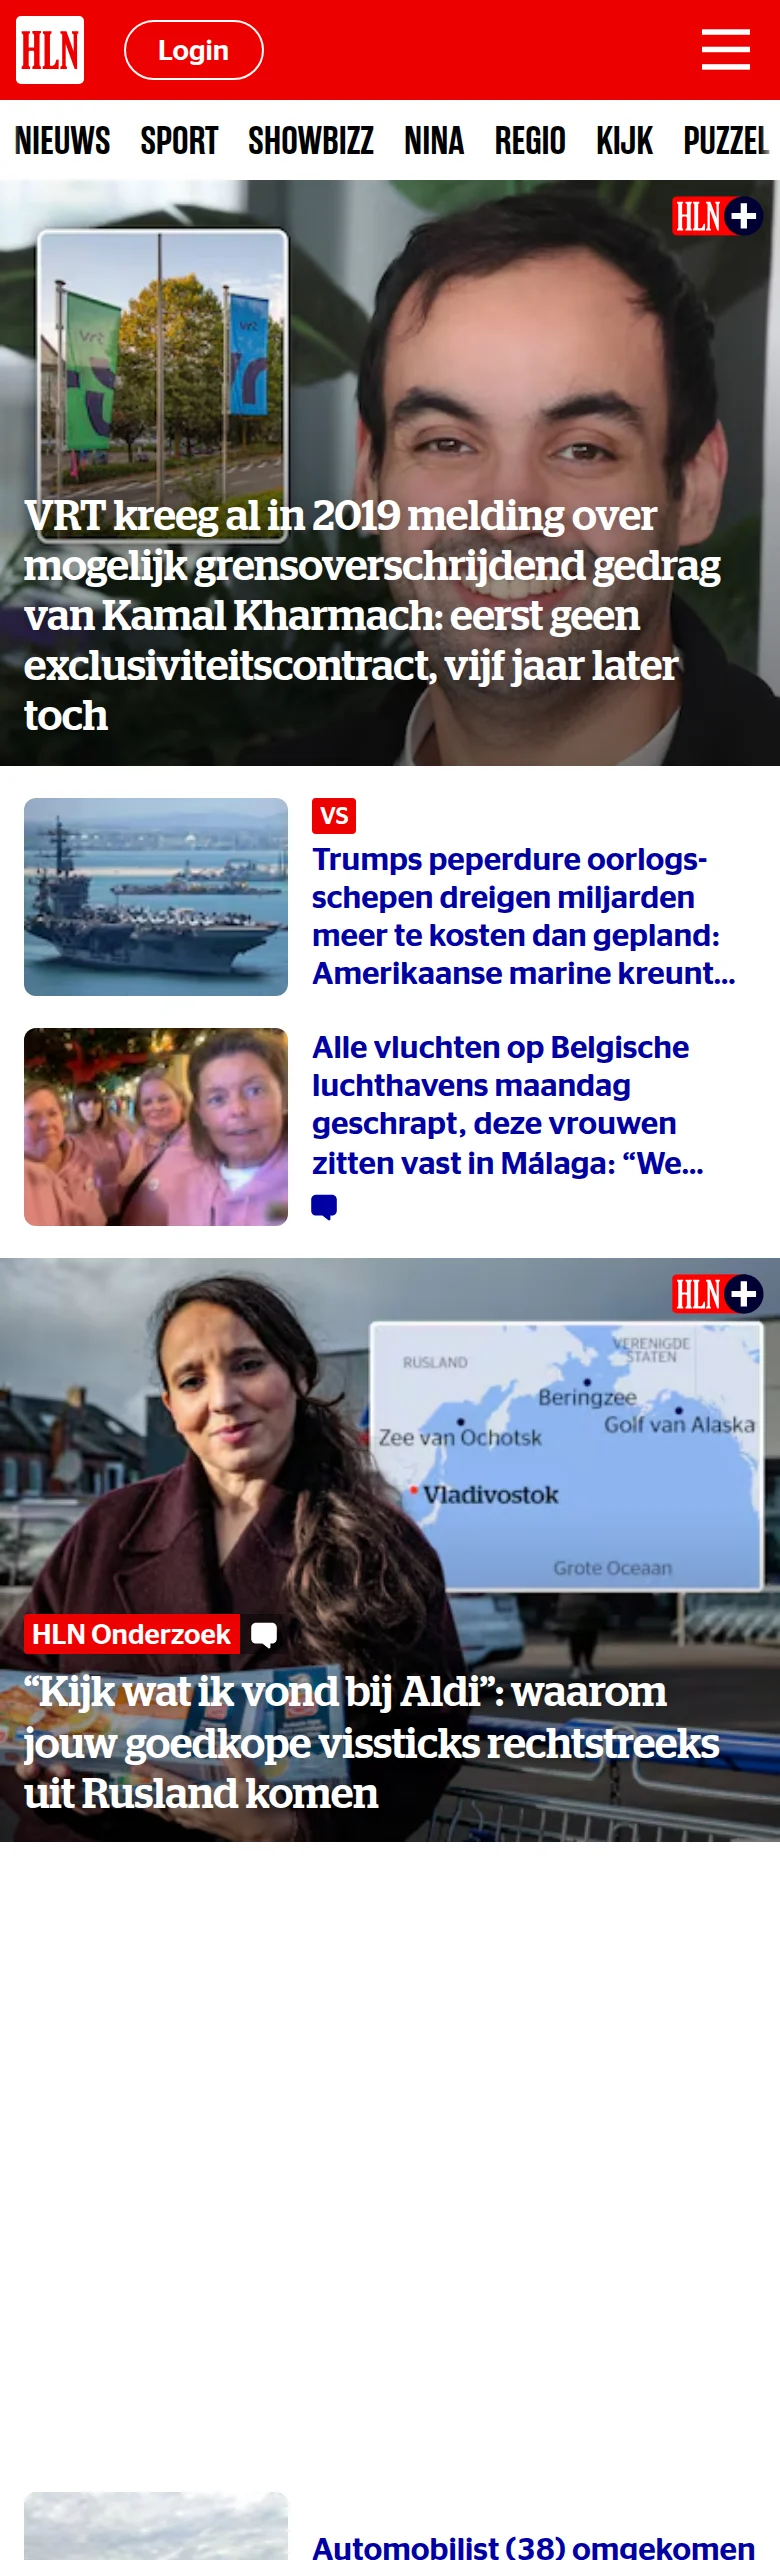 HLN
Login
NIEUWS SPORT SHOWBIZZ NINA REGIO KIJK PUZZEL
HLN+
VRT kreeg al in 2019 melding over
mogelijk grensoverschrijdend gedrag
van Kamal Kharmach: eerst geen
exclusiviteitscontract, vijf jaar later
toch
VS
Trumps peperdure oorlogs-
schepen dreigen miljarden
meer te kosten dan gepland:
Amerikaanse marine kreunt...
Alle vluchten op Belgische
luchthavens maandag
geschrapt, deze vrouwen
zitten vast in Málaga: “We...
HLN+
VERENIGDE
STATEN
RUSLAND
Beringzee
Golf van Alaska
Zee van Ochotsk
Vladivostok
Grote Oceaan
HLN Onderzoek
“Kijk wat ik vond bij Aldi”: waarom
jouw goedkope vissticks rechtstreeks
uit Rusland komen
Automobilist (38) omgekomen